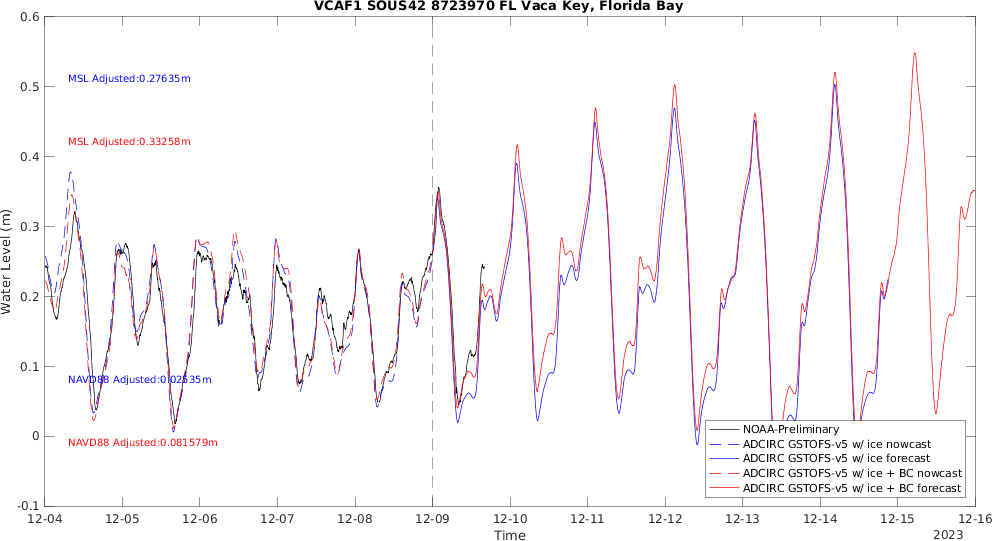 VCAF1 SOUS42 8723970 FL Vaca Key, Florida Bay
0.6
0.5
0.4
0.3
0.2
0.1
0
-0.1
Water Level (m)
MSL Adjusted:0.27635m
MSL Adjusted:0.33258m
NAVD88 Adjusted:0.02535m
NAVD88 Adjusted:0.081579m
NOAA-Preliminary
ADCIRC GSTOFS-v5 w/ ice nowcast
ADCIRC GSTOFS-v5 w/ ice forecast
ADCIRC GSTOFS-v5 w/ ice + BC nowcast
ADCIRC GSTOFS-v5 w/ ice + BC forecast
12-04 12-05 12-06 12-07 12-08 12-09 12-10 12-11 12-12 12-13 12-14 12-15 12-16
Time
2023